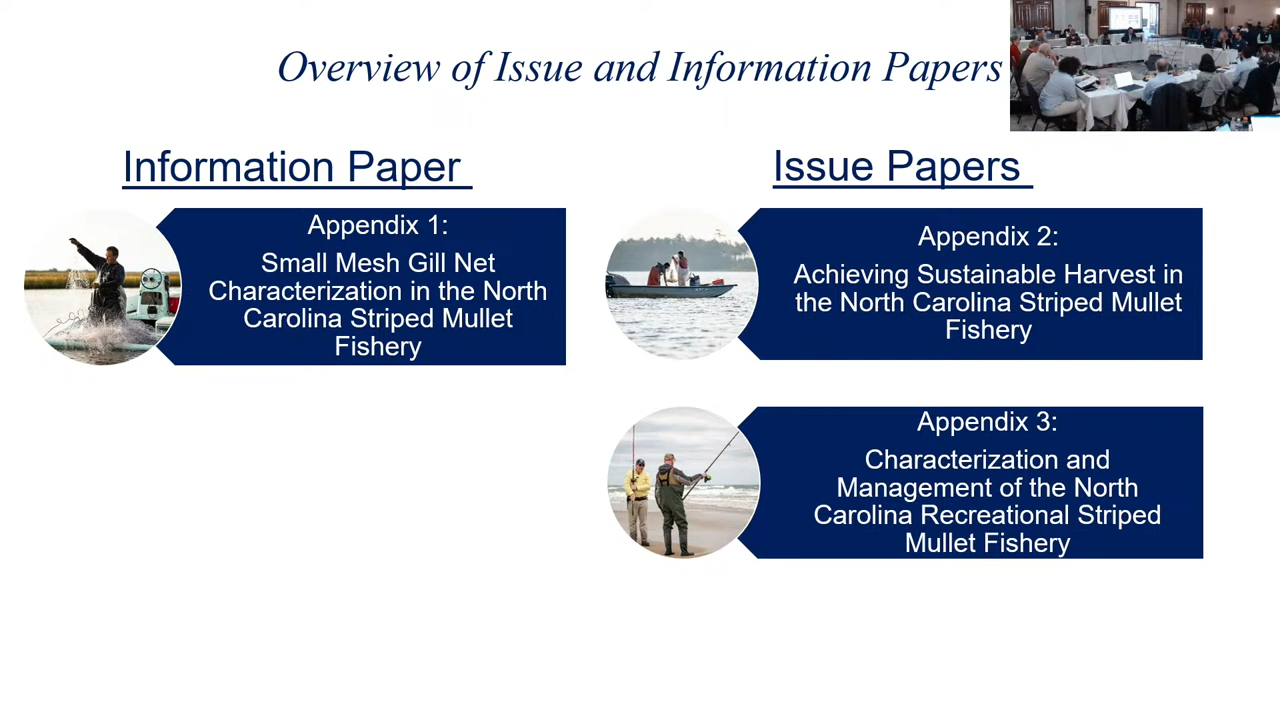 Overview of Issue and Information Papers
Information Paper
Appendix 1:
Small Mesh Gill Net
Characterization in the North
Carolina Striped Mullet
Fishery
Issue Papers
Appendix 2:
Achieving Sustainable Harvest in
the North Carolina Striped Mullet
Fishery
Appendix 3:
Characterization and
Management of the North
Carolina Recreational Striped
Mullet Fishery